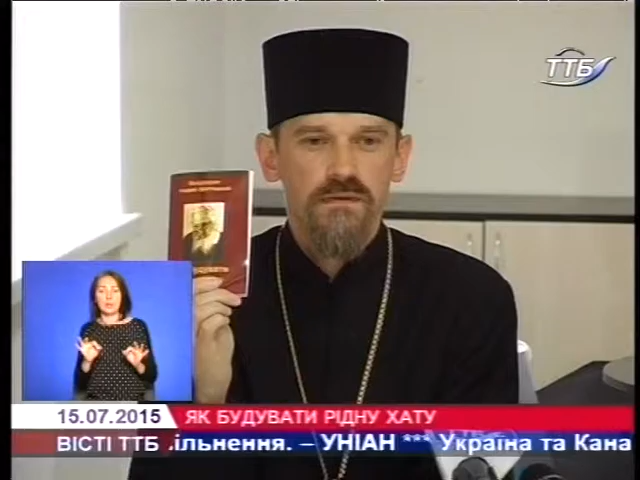 ТТБ
15.07.2015 ЯК БУДУВАТИ РІДНУ ХАТУ
ВІСТІ ТТБ .ільнення. – УНІАН *** Україна та Кана